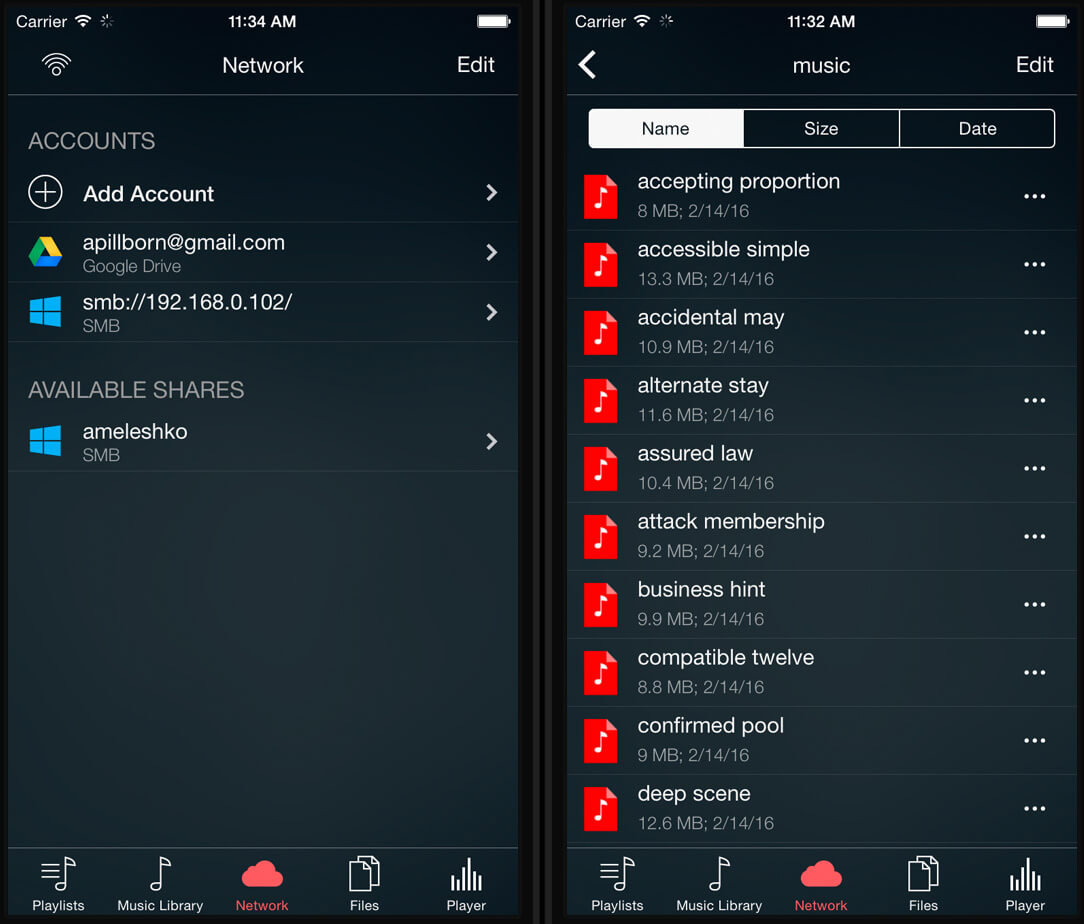 Carrier 11:34 AM
Network Edit
ACCOUNTS
Add Account
apillborn@gmail.com
Google Drive
smb://192.168.0.102/
SMB
AVAILABLE SHARES
ameleshko
SMB
Playlists Music Library Network Files Player
Carrier 11:32 AM
music Edit
Name Size Date
accepting proportion
8 MB; 2/14/16
accessible simple
13.3 MB; 2/14/16
accidental may
10.9 MB; 2/14/16
alternate stay
11.6 MB; 2/14/16
assured law
10.4 MB; 2/14/16
attack membership
9.2 MB; 2/14/16
business hint
9.9 MB; 2/14/16
compatible twelve
8.8 MB; 2/14/16
confirmed pool
9 MB; 2/14/16
deep scene
12.6 MB; 2/14/16
Playlists Music Library Network Files Player